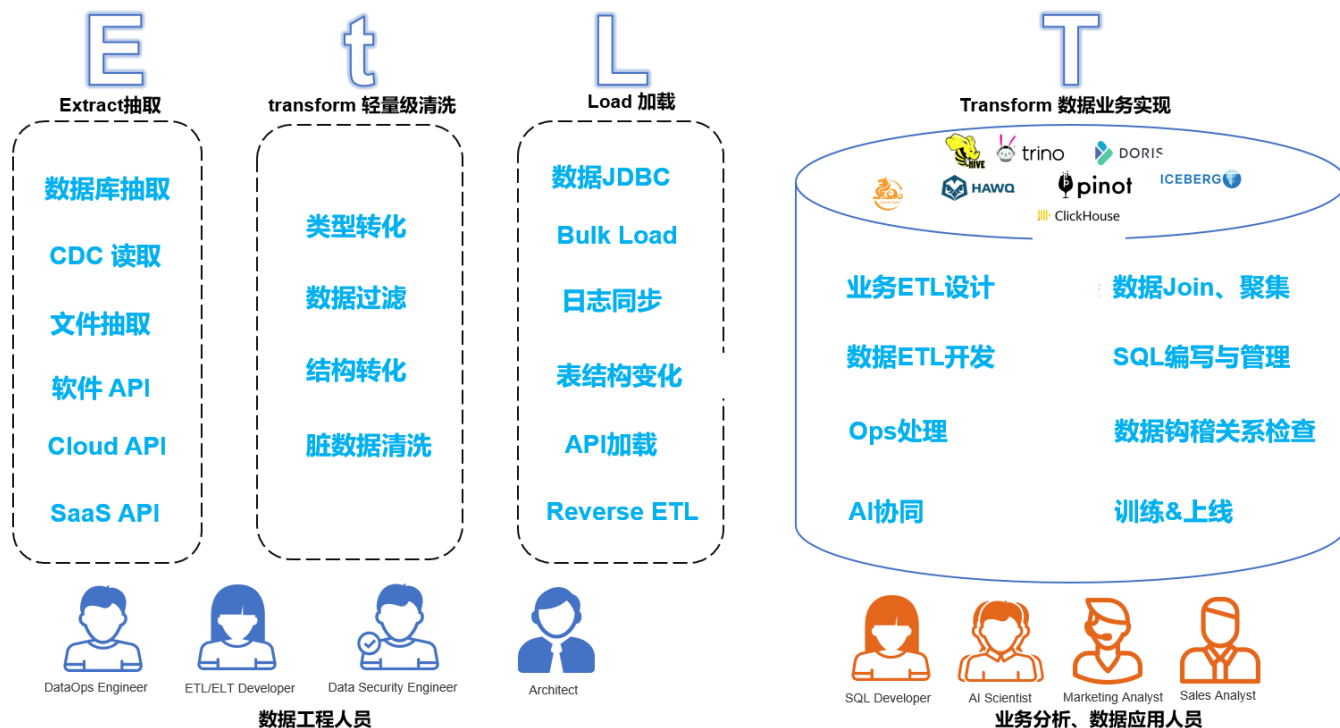 E
t
L
T
Extract抽取
transform 轻量级清洗
Load 加载
Transform 数据业务实现
数据库抽取
CDC 读取
文件抽取
软件 API
Cloud API
SaaS API
类型转化
数据过滤
结构转化
脏数据清洗
数据JDBC
Bulk Load
日志同步
表结构变化
API加载
Reverse ETL
HIVE
trino
DORIS
HAWQ
pinot
ICEBERG
ClickHouse
业务ETL设计
数据Join、聚集
数据ETL开发
SQL编写与管理
Ops处理
数据钩稽关系检查
AI协同
训练&上线
DataOps Engineer
ETL/ELT Developer
Data Security Engineer
Architect
数据工程人员
SQL Developer
AI Scientist
Marketing Analyst
Sales Analyst
业务分析、数据应用人员